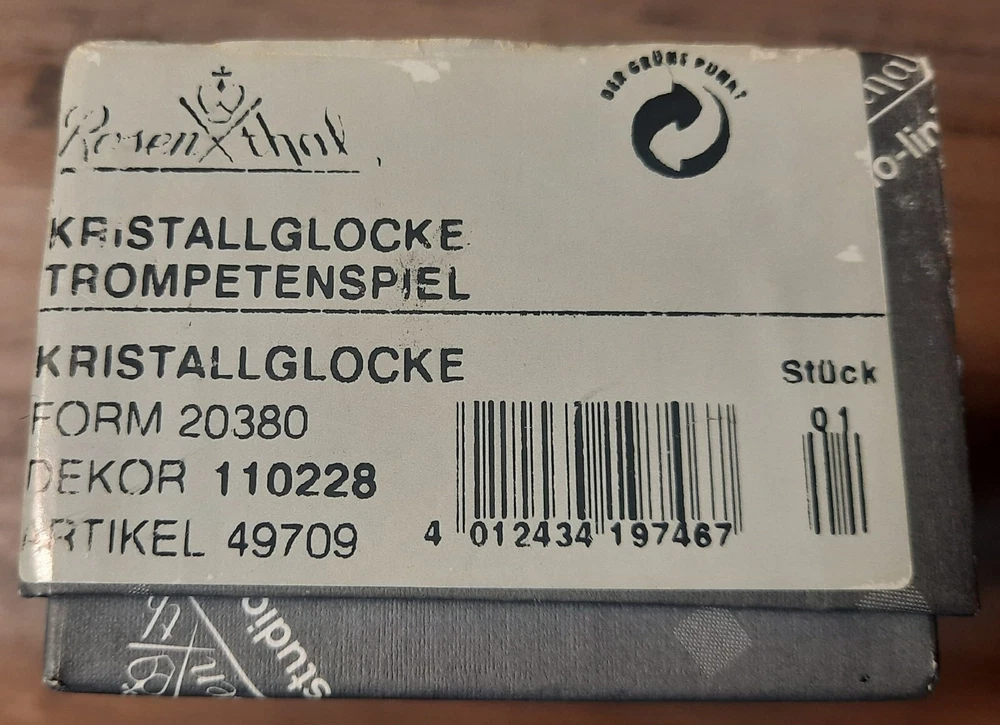 Rosenthal
DER GRÜNE PUNKT
KRISTALLGLOCKE
TROMPETENSPIEL
KRISTALLGLOCKE
Stück
FORM 20380
01
DEKOR 110228
ARTIKEL 49709
4 012434 197467
studio